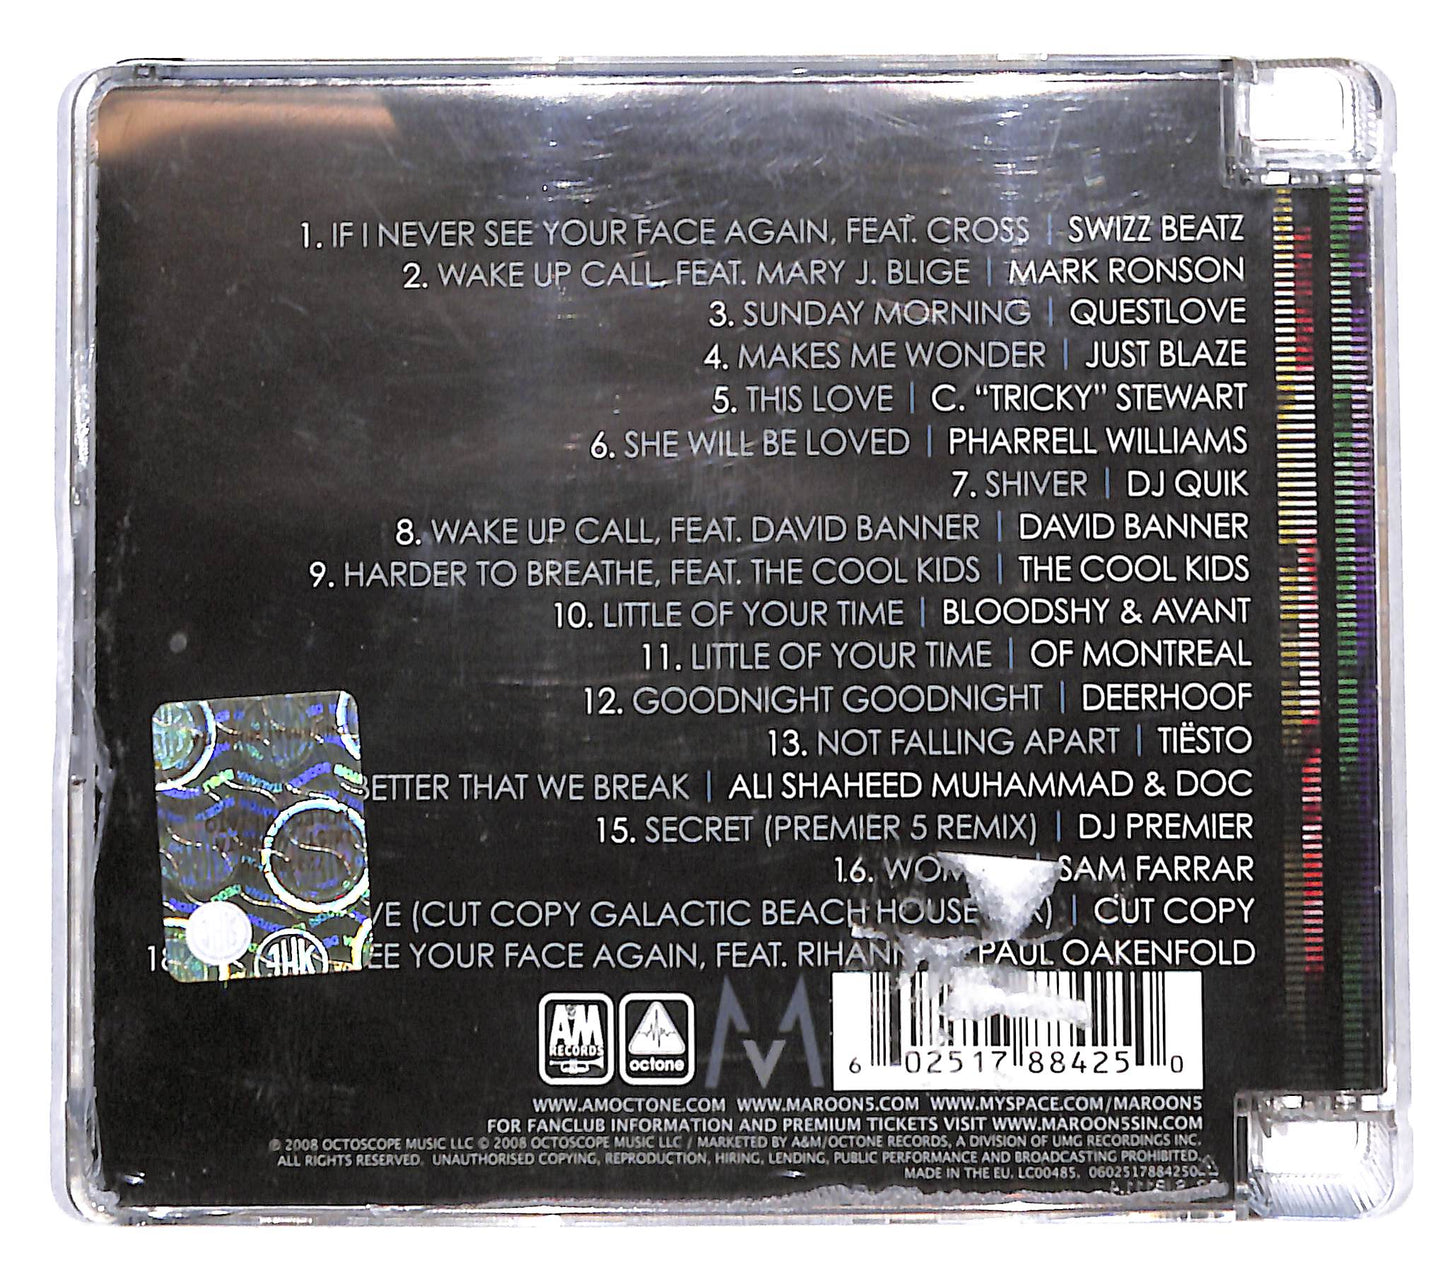 1. IF I NEVER SEE YOUR FACE AGAIN, FEAT. CROSS | SWIZZ BEATZ
2. WAKE UP CALL, FEAT. MARY J. BLIGE | MARK RONSON
3. SUNDAY MORNING | QUESTLOVE
4. MAKES ME WONDER | JUST BLAZE
5. THIS LOVE | C. “TRICKY” STEWART
6. SHE WILL BE LOVED | PHARRELL WILLIAMS
7. SHIVER | DJ QUIK
8. WAKE UP CALL, FEAT. DAVID BANNER | DAVID BANNER
9. HARDER TO BREATHE, FEAT. THE COOL KIDS | THE COOL KIDS
10. LITTLE OF YOUR TIME | BLOODSHY & AVANT
11. LITTLE OF YOUR TIME | OF MONTREAL
12. GOODNIGHT GOODNIGHT | DEERHOOF
13. NOT FALLING APART | TIËSTO
BETTER THAT WE BREAK | ALI SHAHEED MUHAMMAD & DOC
15. SECRET (PREMIER 5 REMIX) | DJ PREMIER
16. | SAM FARRAR
(CUT COPY GALACTIC BEACH HOUSE | CUT COPY
YOUR FACE AGAIN, FEAT. PAUL OAKENFOLD
A&M RECORDS
octone
M V
6 02517 88425 0
WWW.AMOCTONE.COM WWW.MAROON5.COM WWW.MYSPACE.COM/MAROON5
FOR FANCLUB INFORMATION AND PREMIUM TICKETS VISIT WWW.MAROON5SIN.COM
℗ 2008 OCTOSCOPE MUSIC LLC © 2008 OCTOSCOPE MUSIC LLC / MARKETED BY A&M/OCTONE RECORDS, A DIVISION OF UMG RECORDINGS INC.
ALL RIGHTS RESERVED. UNAUTHORISED COPYING, REPRODUCTION, HIRING, LENDING, PUBLIC PERFORMANCE AND BROADCASTING PROHIBITED.
MADE IN THE EU. LC00485. 0602517884250